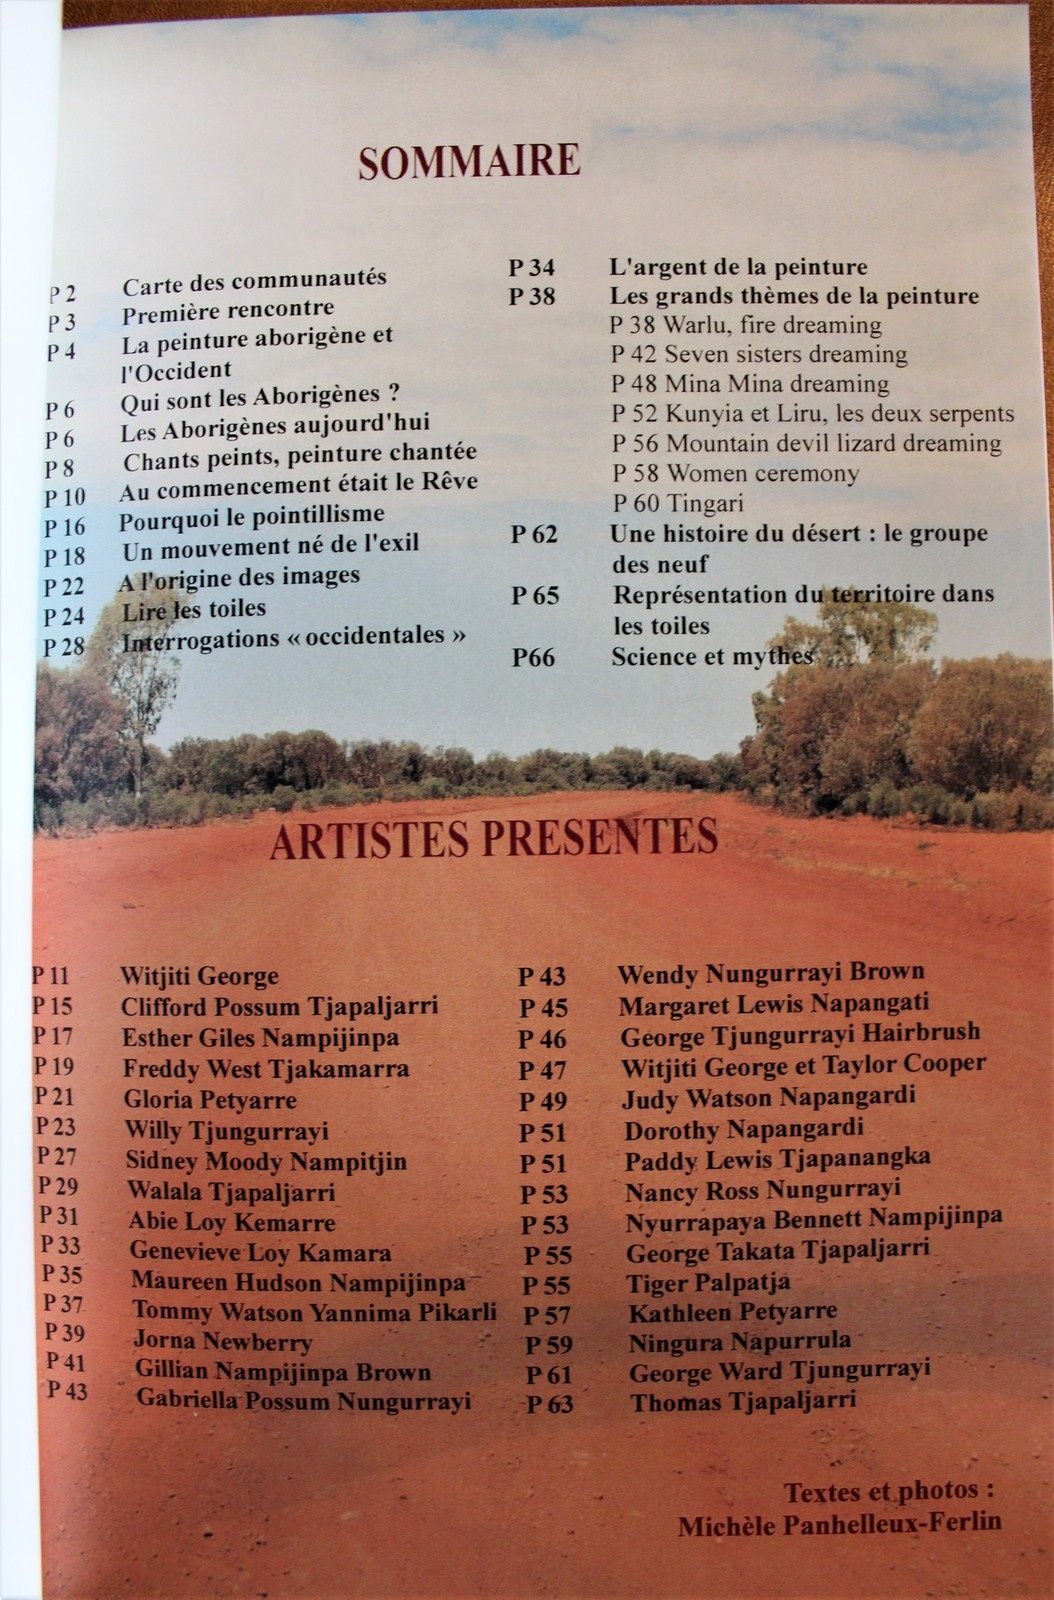 SOMMAIRE
P 2 Carte des communautés
P 3 Première rencontre
P 4 La peinture aborigène et
l'Occident
P 6 Qui sont les Aborigènes ?
P 6 Les Aborigènes aujourd'hui
P 8 Chants peints, peinture chantée
P 10 Au commencement était le Rêve
P 16 Pourquoi le pointillisme
P 18 Un mouvement né de l'exil
P 22 A l'origine des images
P 24 Lire les toiles
P 28 Interrogations « occidentales »
P 34 L'argent de la peinture
P 38 Les grands thèmes de la peinture
P 38 Warlu, fire dreaming
P 42 Seven sisters dreaming
P 48 Mina Mina dreaming
P 52 Kunyia et Liru, les deux serpents
P 56 Mountain devil lizard dreaming
P 58 Women ceremony
P 60 Tingari
P 62 Une histoire du désert : le groupe
des neuf
P 65 Représentation du territoire dans
les toiles
P66 Science et mythes
ARTISTES PRESENTES
P 11 Witjiti George
P 15 Clifford Possum Tjapaljarri
P 17 Esther Giles Nampijinpa
P 19 Freddy West Tjakamarra
P 21 Gloria Petyarre
P 23 Willy Tjungurrayi
P 27 Sidney Moody Nampitjin
P 29 Walala Tjapaljarri
P 31 Abie Loy Kemarre
P 33 Genevieve Loy Kamara
P 35 Maureen Hudson Nampijinpa
P 37 Tommy Watson Yannima Pikarli
P 39 Jorna Newberry
P 41 Gillian Nampijinpa Brown
P 43 Gabriella Possum Nungurrayi
P 43 Wendy Nungurrayi Brown
P 45 Margaret Lewis Napangati
P 46 George Tjungurrayi Hairbrush
P 47 Witjiti George et Taylor Cooper
P 49 Judy Watson Napangardi
P 51 Dorothy Napangardi
P 51 Paddy Lewis Tjapanangka
P 53 Nancy Ross Nungurrayi
P 53 Nyurrapaya Bennett Nampijinpa
P 55 George Takata Tjapaljarri
P 55 Tiger Palpatja
P 57 Kathleen Petyarre
P 59 Ningura Napurrula
P 61 George Ward Tjungurrayi
P 63 Thomas Tjapaljarri
Textes et photos :
Michèle Panhelleux-Ferlin